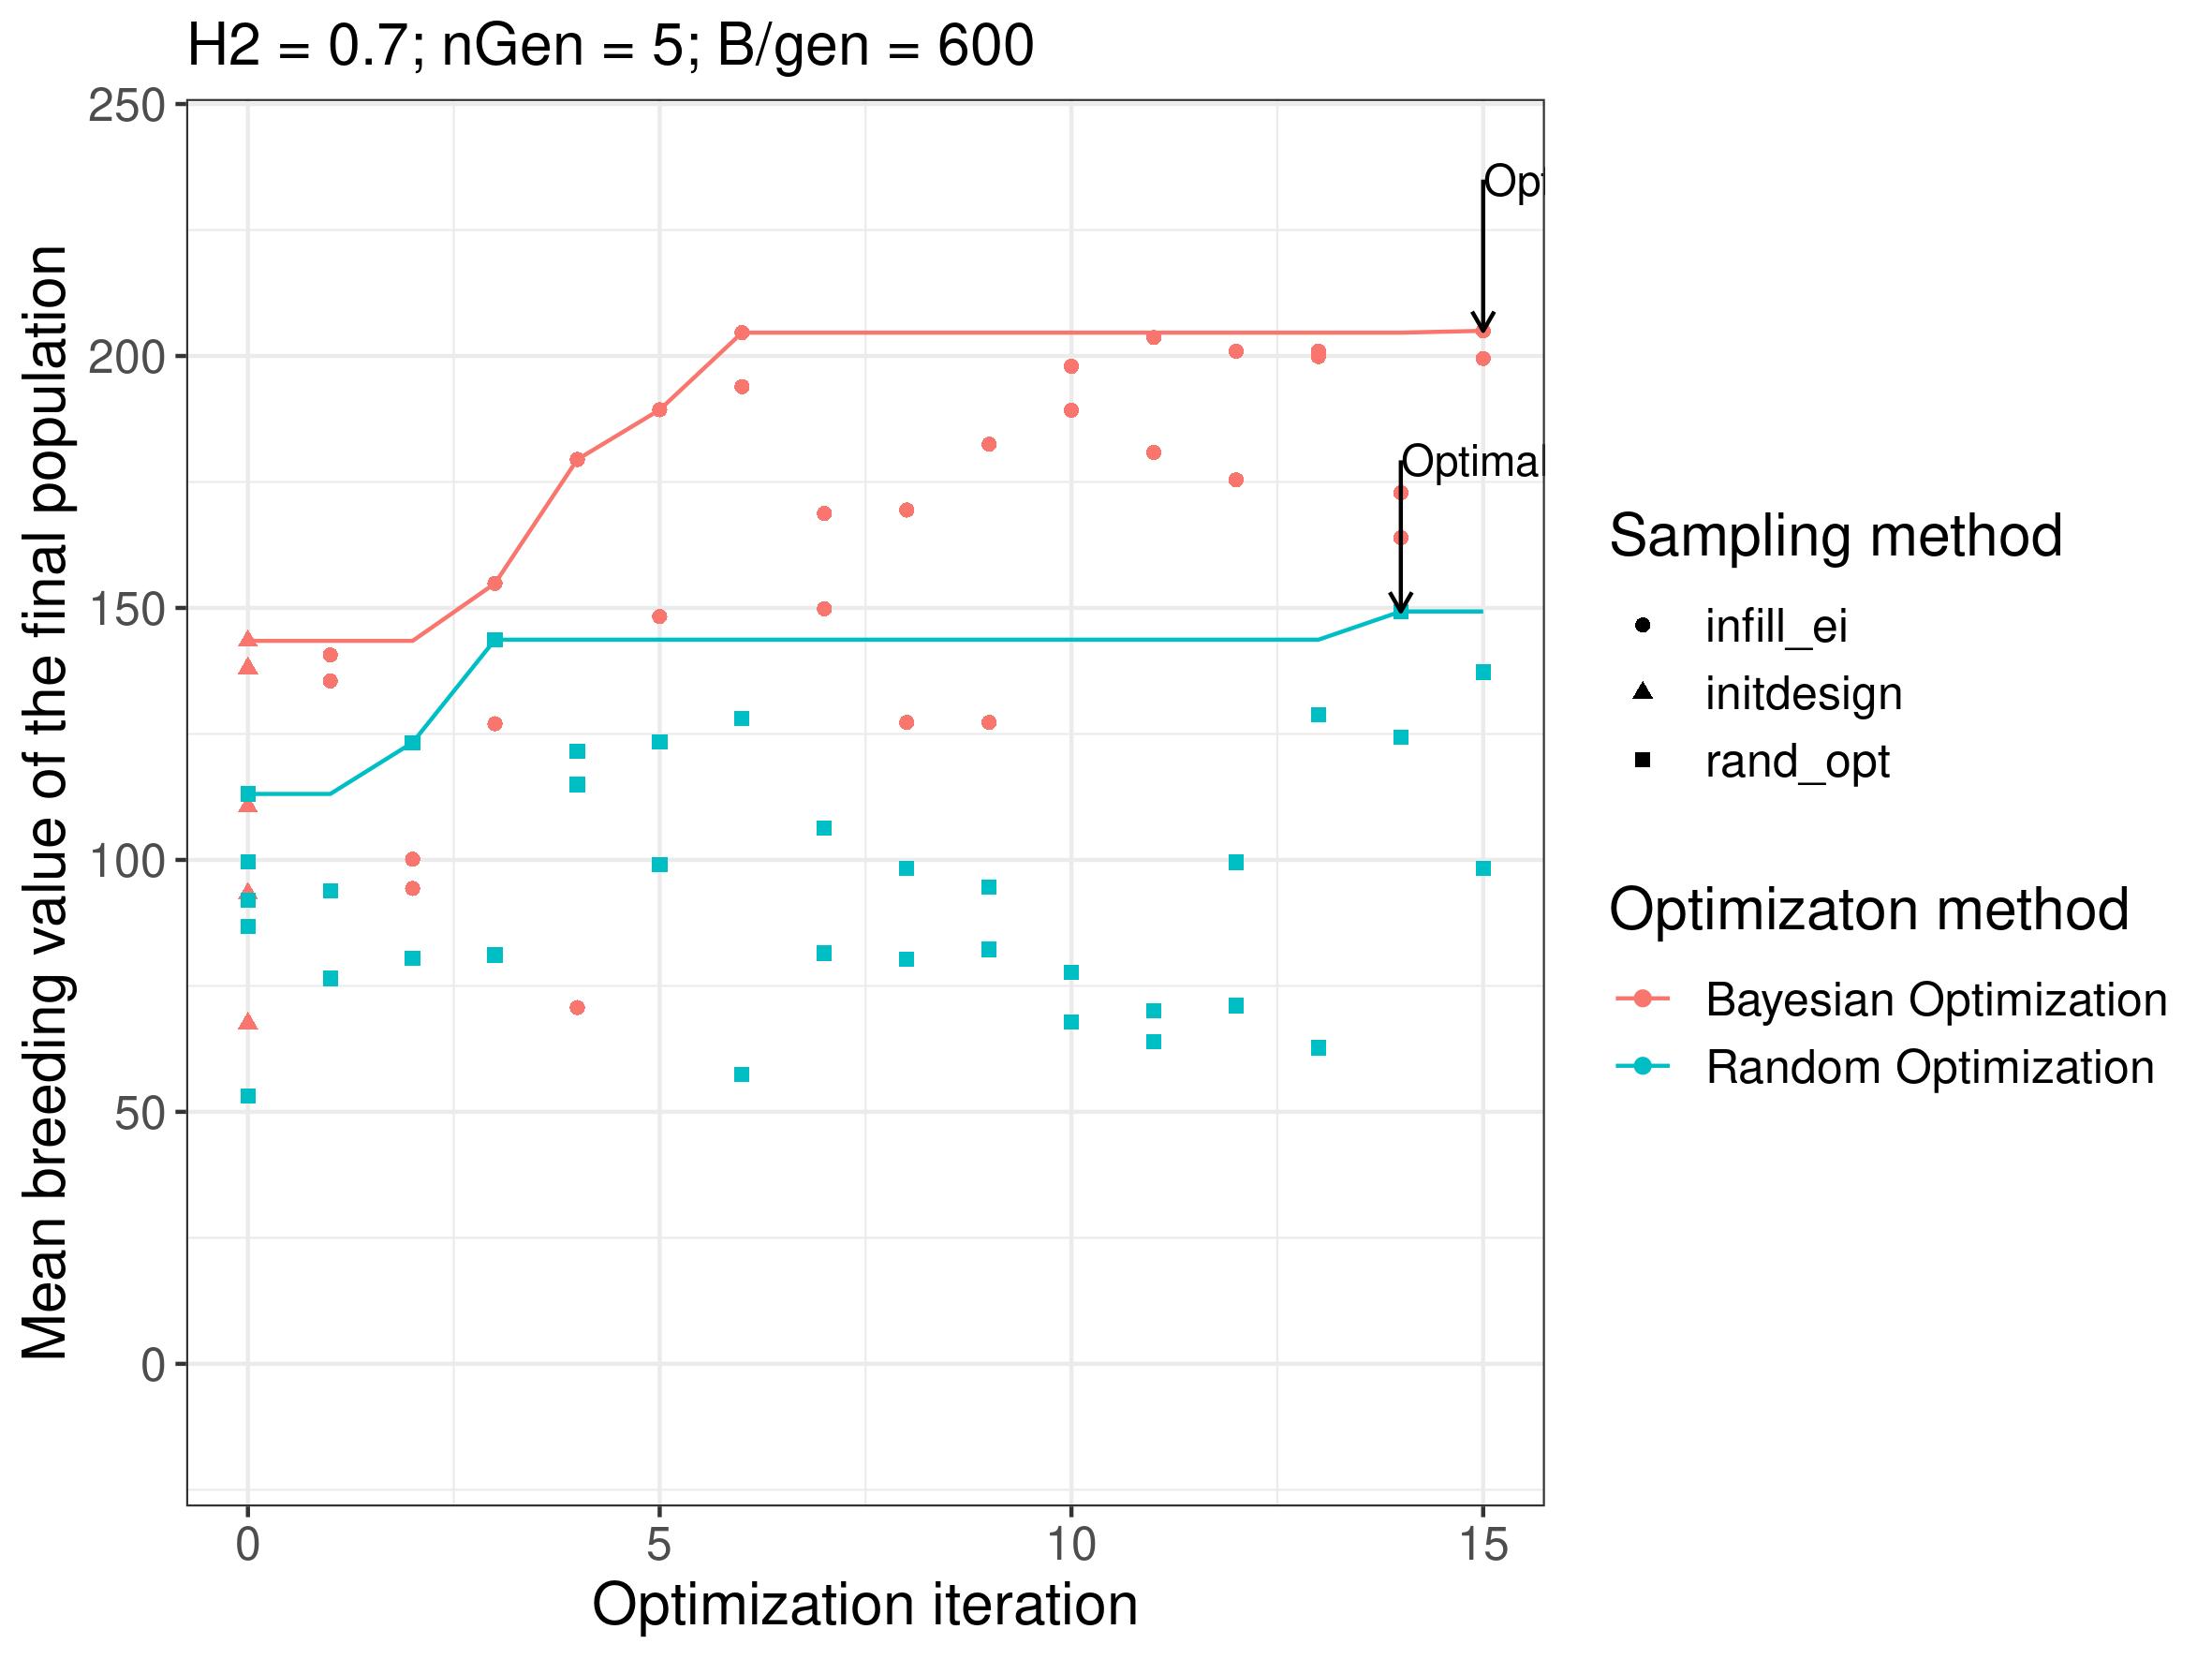 H2 = 0.7; nGen = 5; B/gen = 600
Mean breeding value of the final population
250
200
150
100
50
0
Optimal
0
5
10
15
Optimization iteration
Sampling method
infill_ei
initdesign
rand_opt
Optimizaton method
Bayesian Optimization
Random Optimization